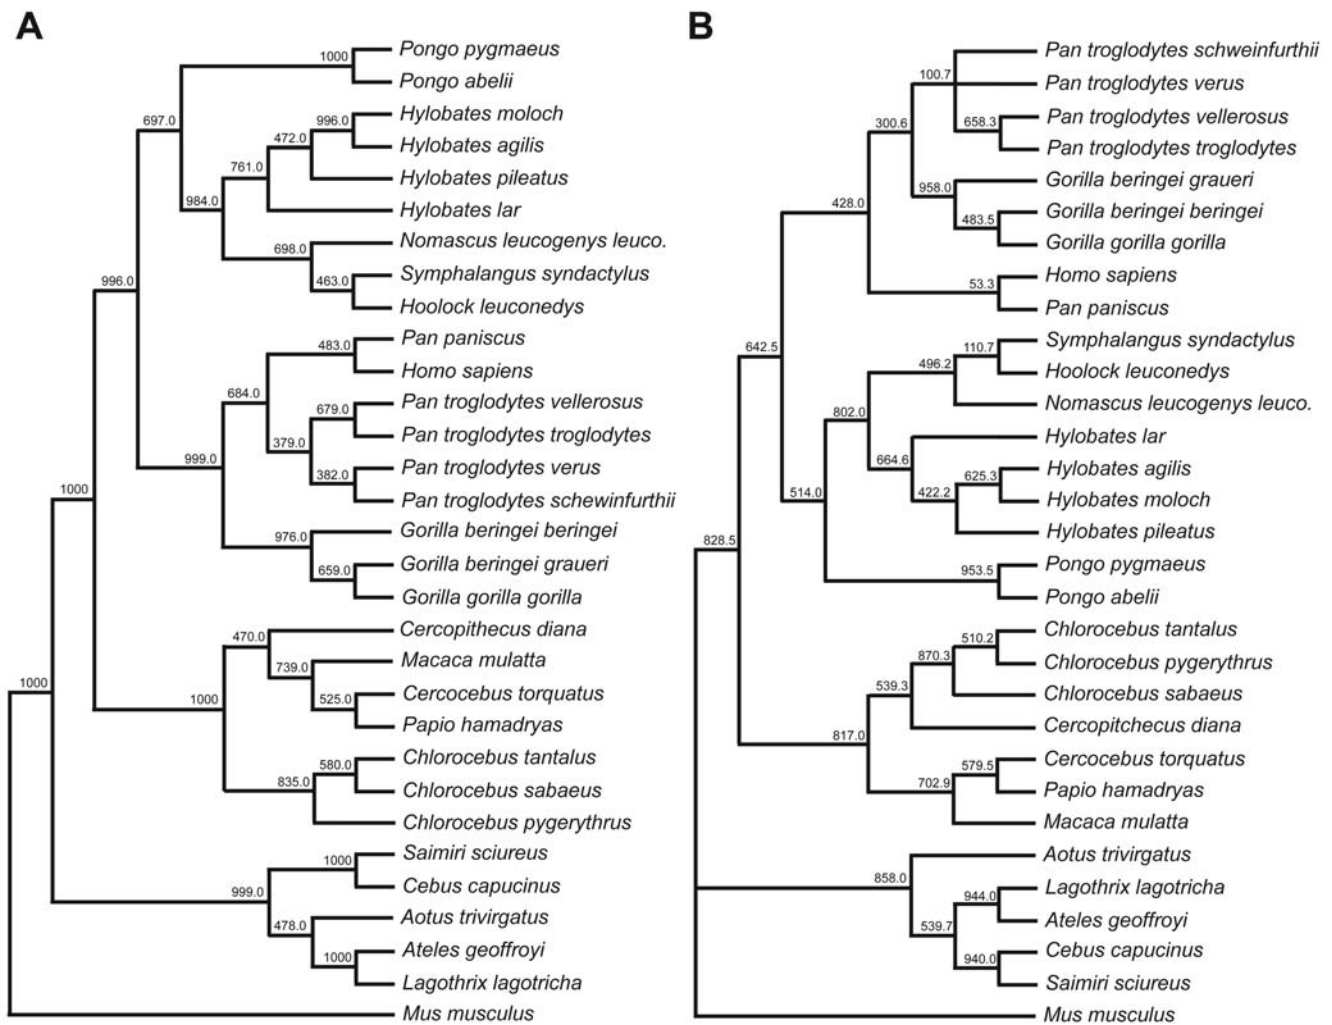 A
1000
Pongo pygmaeus
Pongo abelii
697.0
996.0
Hylobates moloch
472.0
Hylobates agilis
761.0
Hylobates pileatus
984.0
Hylobates lar
698.0
Nomascus leucogenys leuco.
Symphalangus syndactylus
996.0
463.0
Hoolock leuconedys
483.0
Pan paniscus
Homo sapiens
684.0
679.0
Pan troglodytes vellerosus
379.0
Pan troglodytes troglodytes
999.0
382.0
Pan troglodytes verus
Pan troglodytes schewinfurthii
1000
976.0
Gorilla beringei beringei
659.0
Gorilla beringei graueri
Gorilla gorilla gorilla
470.0
Cercopithecus diana
739.0
Macaca mulatta
1000
1000
525.0
Cercocebus torquatus
Papio hamadryas
580.0
Chlorocebus tantalus
835.0
Chlorocebus sabaeus
Chlorocebus pygerythrus
1000
Saimiri sciureus
999.0
Cebus capucinus
478.0
Aotus trivirgatus
1000
Ateles geoffroyi
Lagothrix lagotricha
Mus musculus
B
Pan troglodytes schweinfurthii
100.7
Pan troglodytes verus
300.6
658.3
Pan troglodytes vellerosus
Pan troglodytes troglodytes
958.0
Gorilla beringei graueri
428.0
483.5
Gorilla beringei beringei
Gorilla gorilla gorilla
53.3
Homo sapiens
Pan paniscus
642.5
110.7
Symphalangus syndactylus
496.2
Hoolock leuconedys
Nomascus leucogenys leuco.
802.0
Hylobates lar
664.6
625.3
Hylobates agilis
514.0
422.2
Hylobates moloch
Hylobates pileatus
828.5
953.5
Pongo pygmaeus
Pongo abelii
510.2
Chlorocebus tantalus
870.3
Chlorocebus pygerythrus
539.3
Chlorocebus sabaeus
Cercopitchecus diana
817.0
579.5
Cercocebus torquatus
702.9
Papio hamadryas
Macaca mulatta
858.0
Aotus trivirgatus
944.0
Lagothrix lagotricha
539.7
Ateles geoffroyi
940.0
Cebus capucinus
Saimiri sciureus
Mus musculus